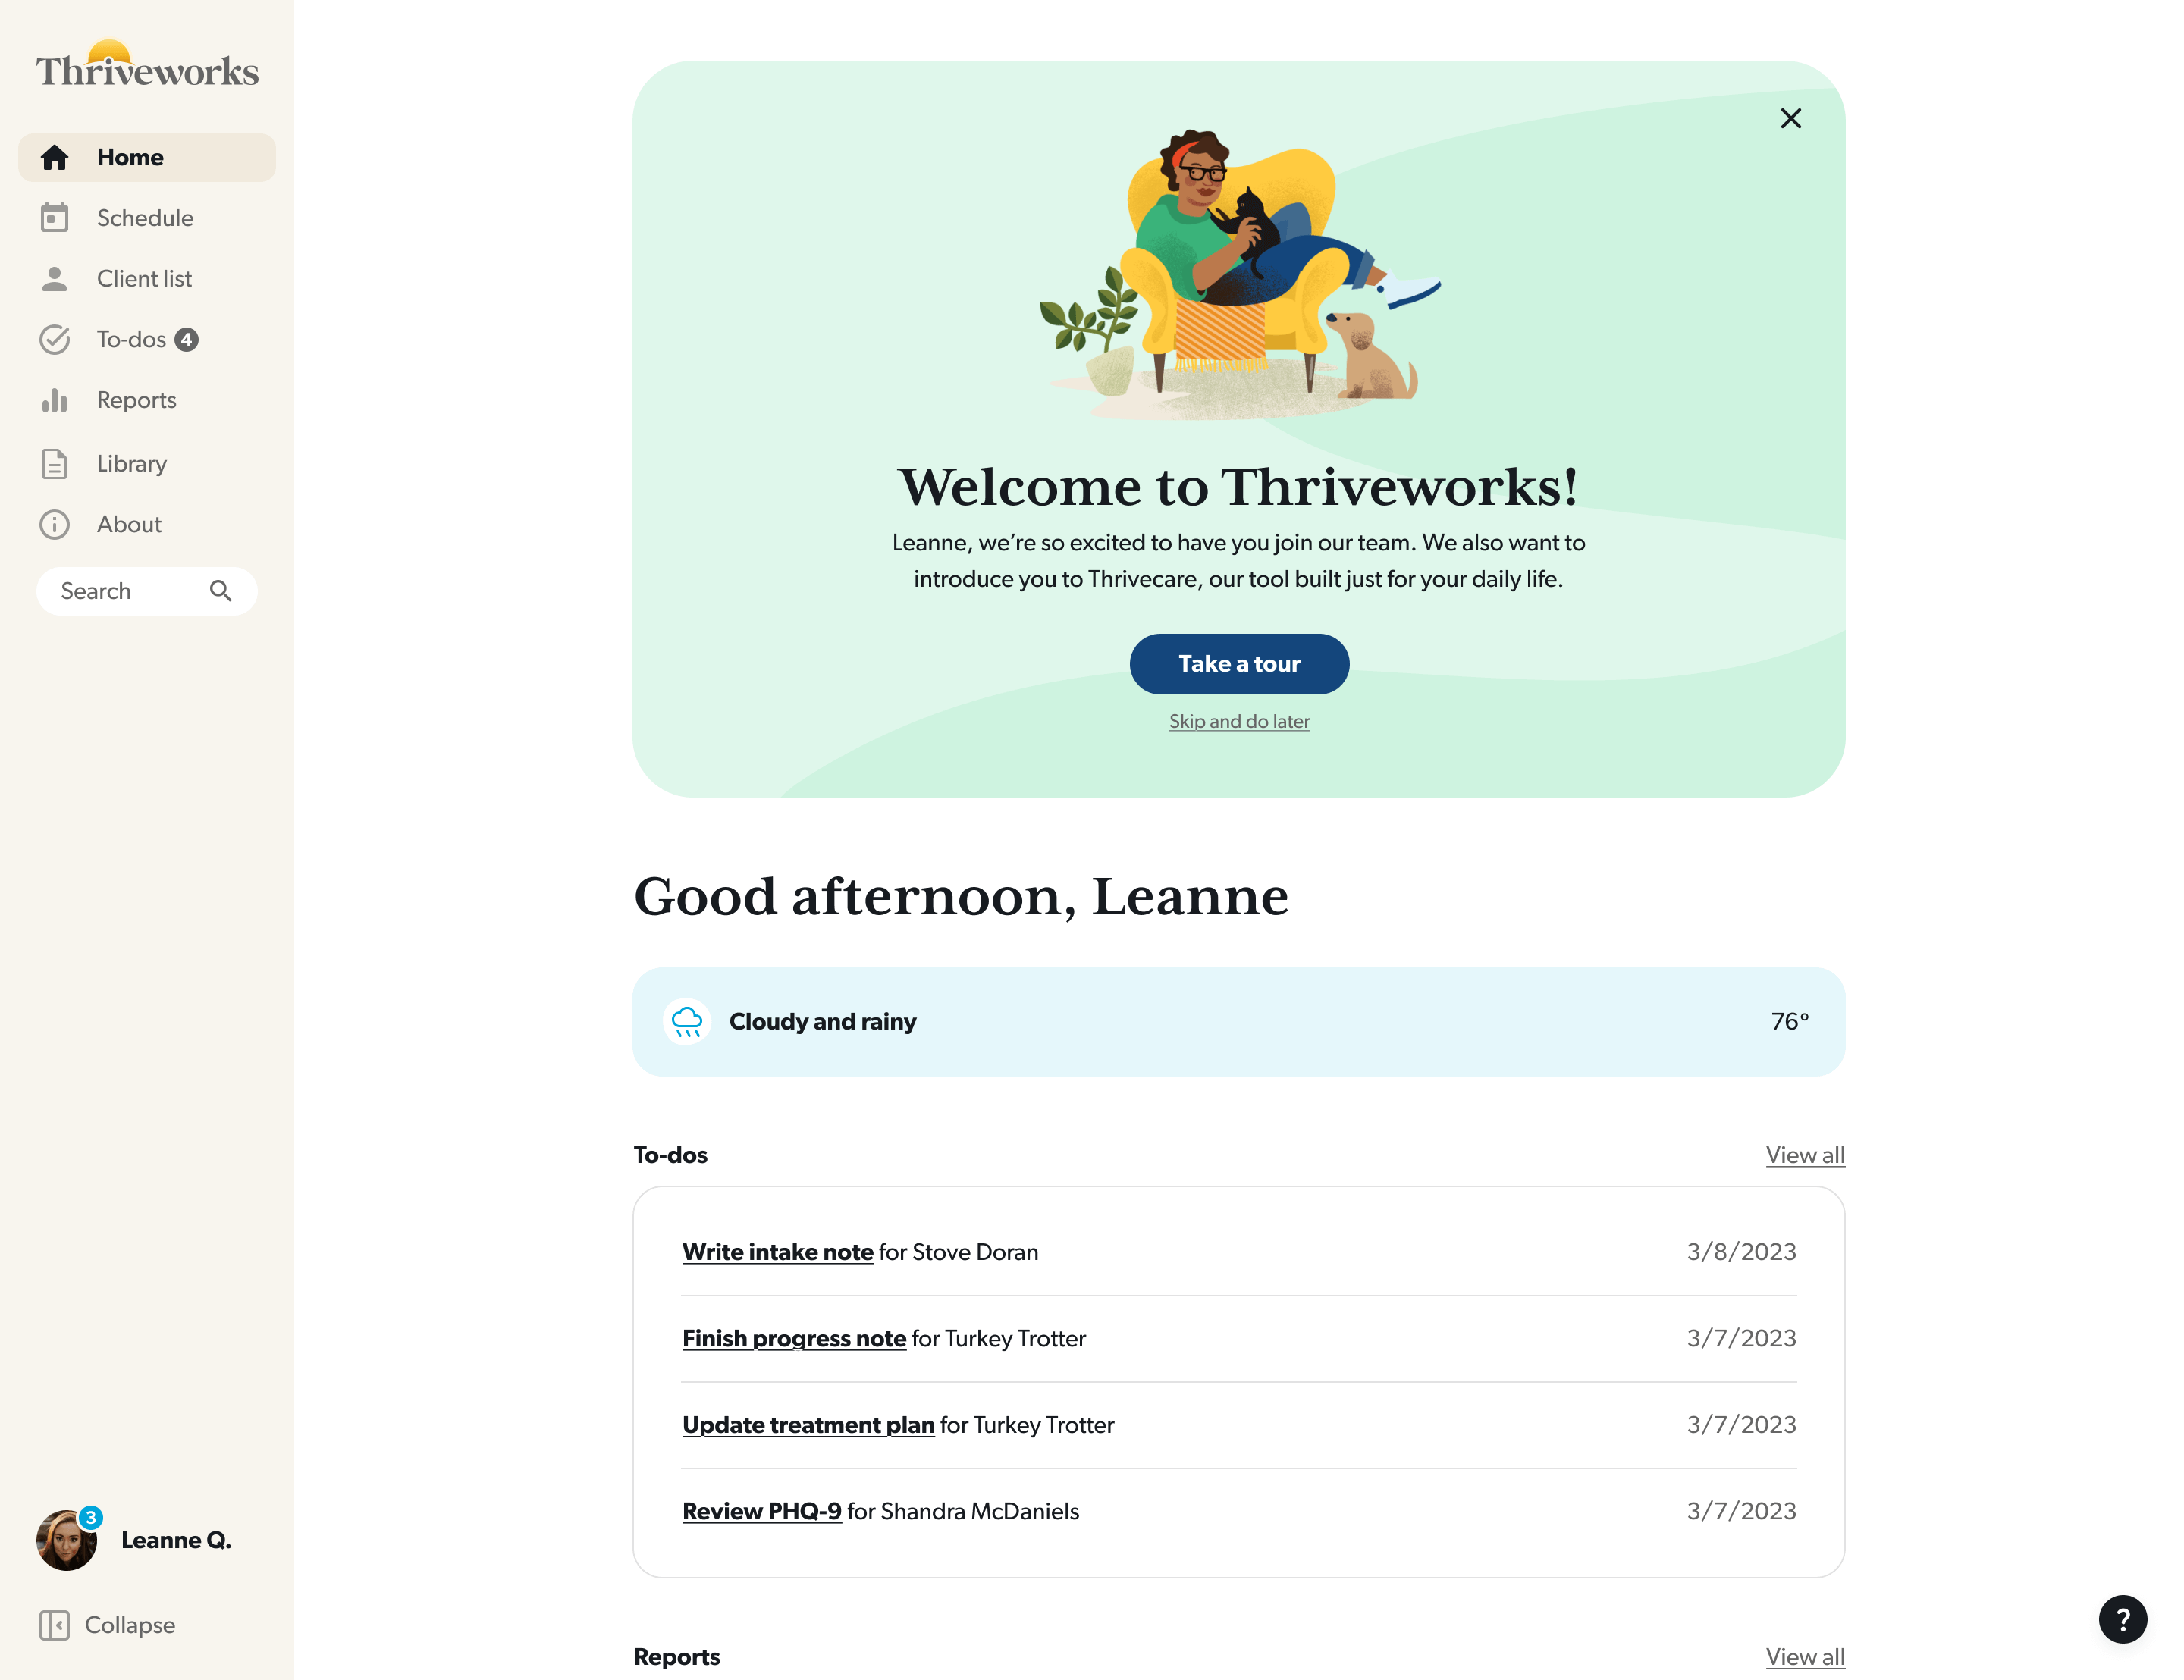 Thriveworks
Home
Schedule
Client list
To-dos 4
Reports
Library
About
Search
3
Leanne Q.
Collapse
Welcome to Thriveworks!
Leanne, we’re so excited to have you join our team. We also want to
introduce you to Thrivecare, our tool built just for your daily life.
Take a tour
Skip and do later
Good afternoon, Leanne
Cloudy and rainy 76°
To-dos View all
Write intake note for Stove Doran 3/8/2023
Finish progress note for Turkey Trotter 3/7/2023
Update treatment plan for Turkey Trotter 3/7/2023
Review PHQ-9 for Shandra McDaniels 3/7/2023
Reports View all
?